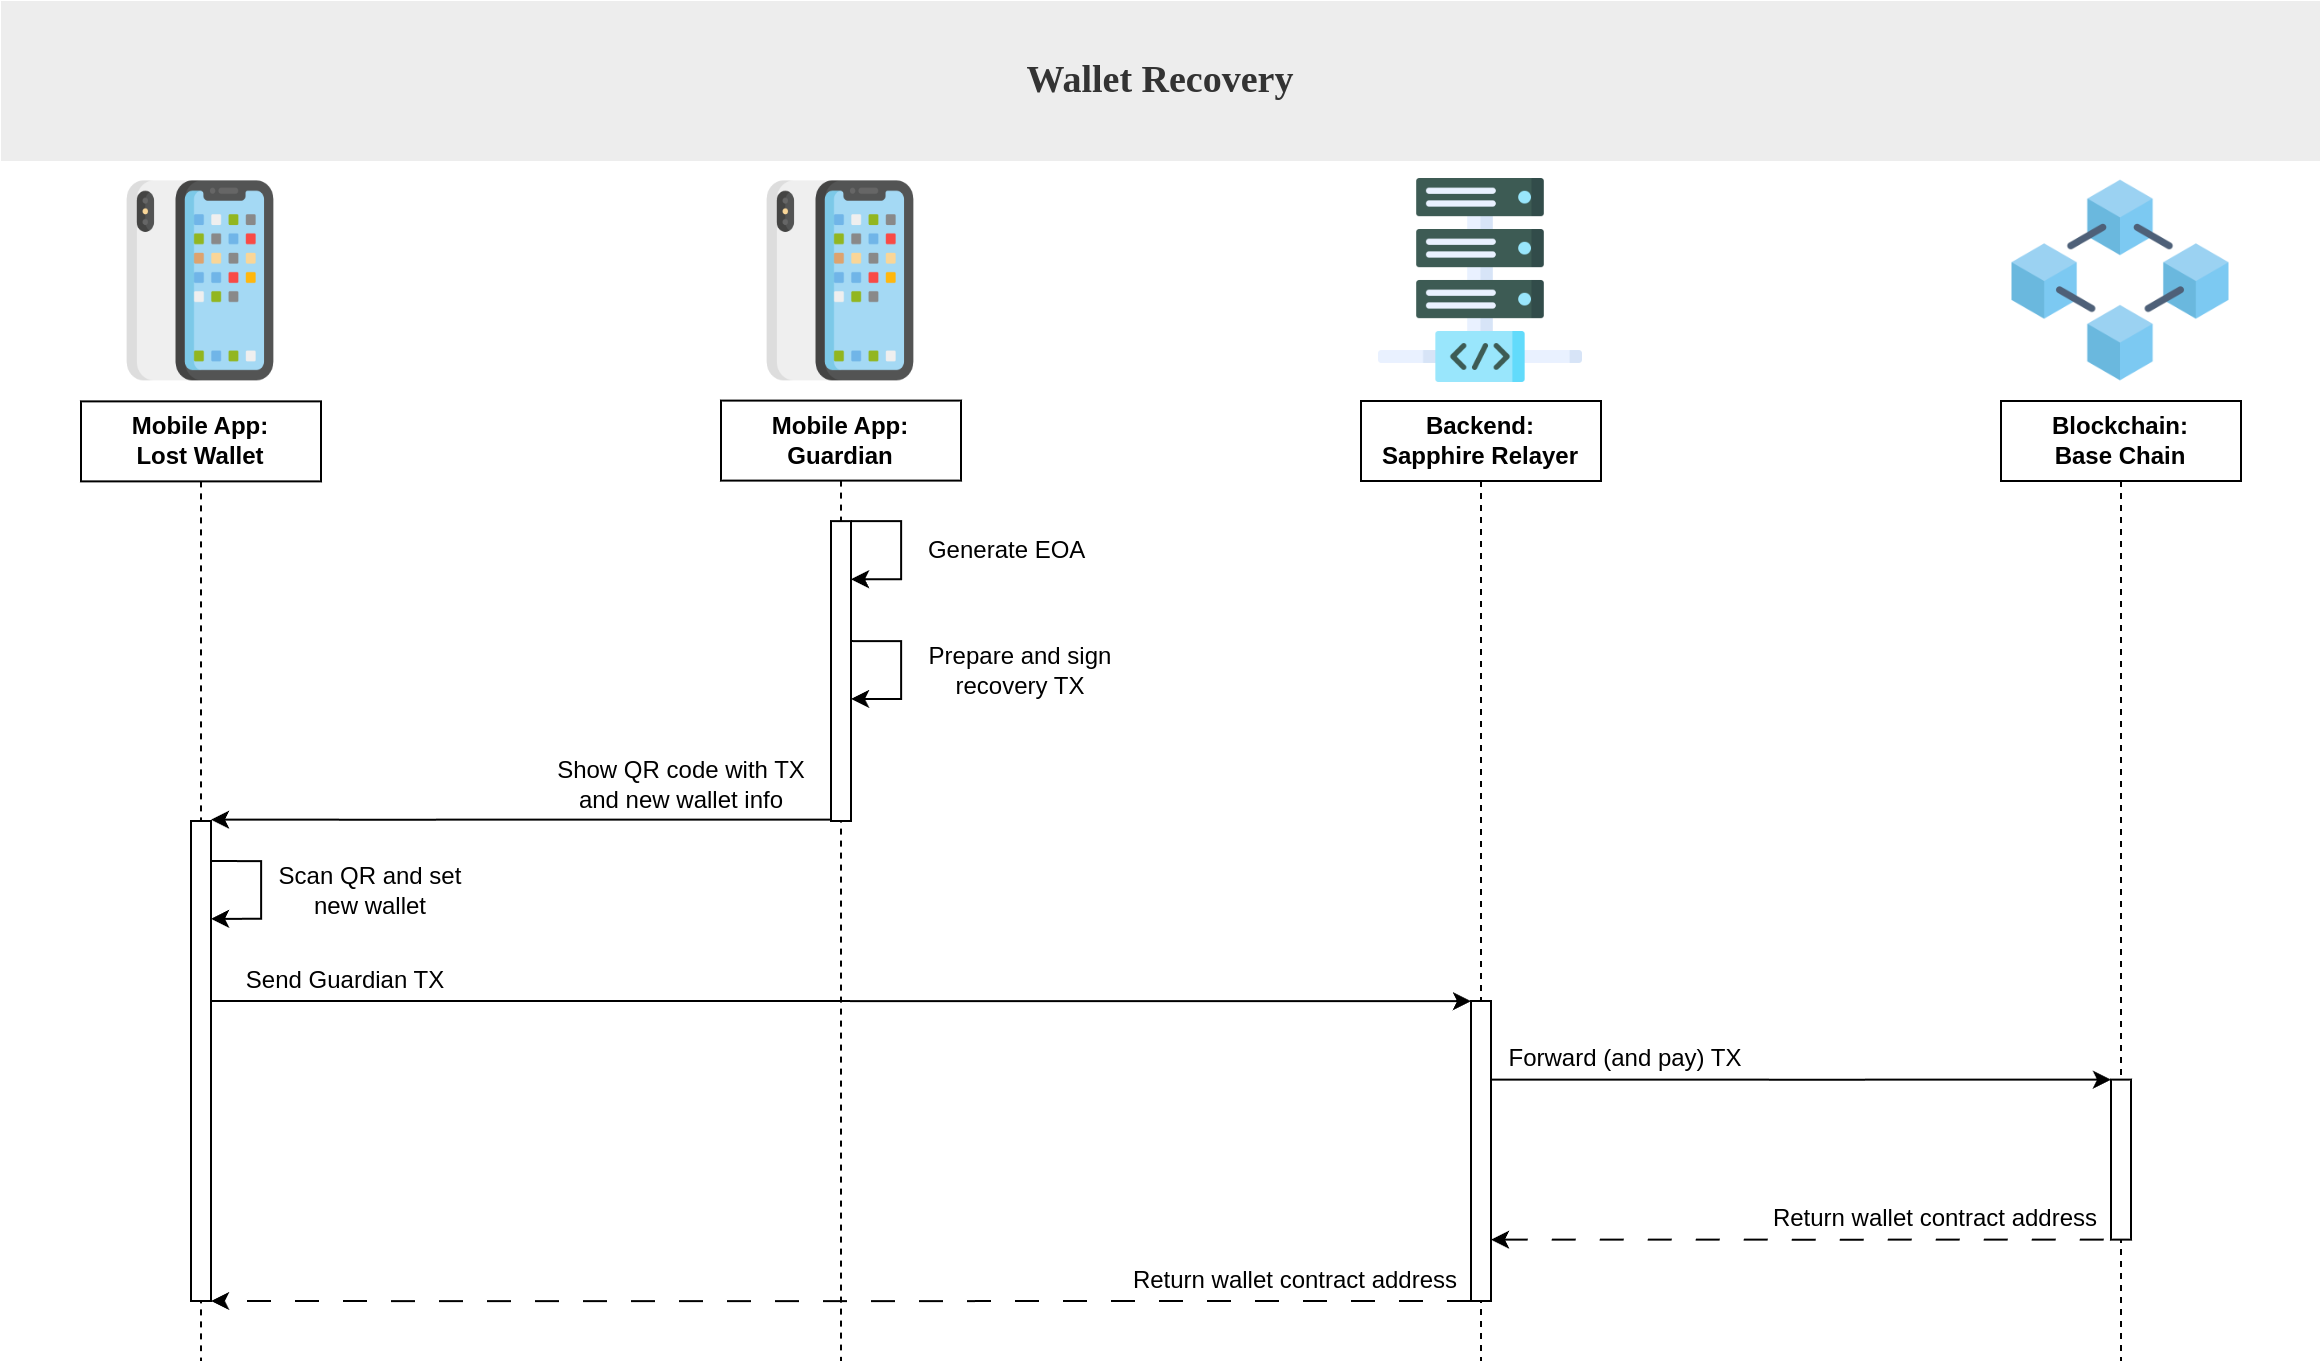 Wallet Recovery
Mobile App:
Lost Wallet
Mobile App:
Guardian
Backend:
Sapphire Relayer
Blockchain:
Base Chain
Generate EOA
Prepare and sign
recovery TX
Show QR code with TX
and new wallet info
Scan QR and set
new wallet
Send Guardian TX
Forward (and pay) TX
Return wallet contract address
Return wallet contract address